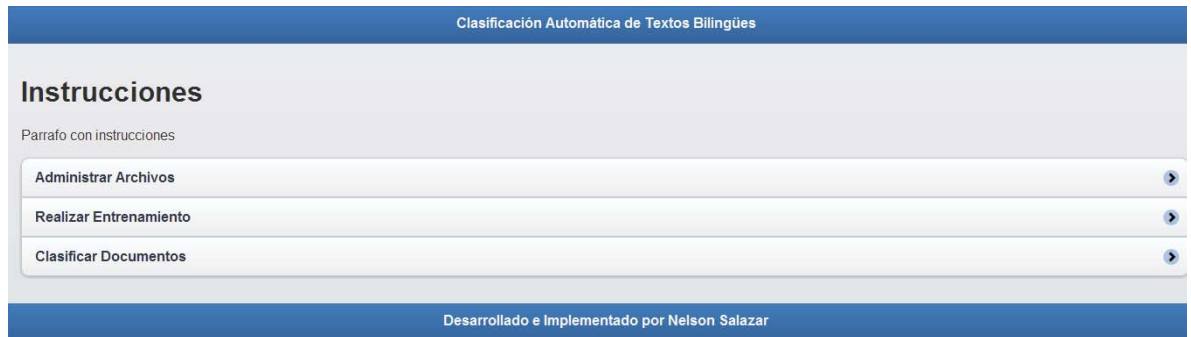 Clasificación Automática de Textos Bilingües
Instrucciones
Parrafo con instrucciones
Administrar Archivos
Realizar Entrenamiento
Clasificar Documentos
Desarrollado e Implementado por Nelson Salazar